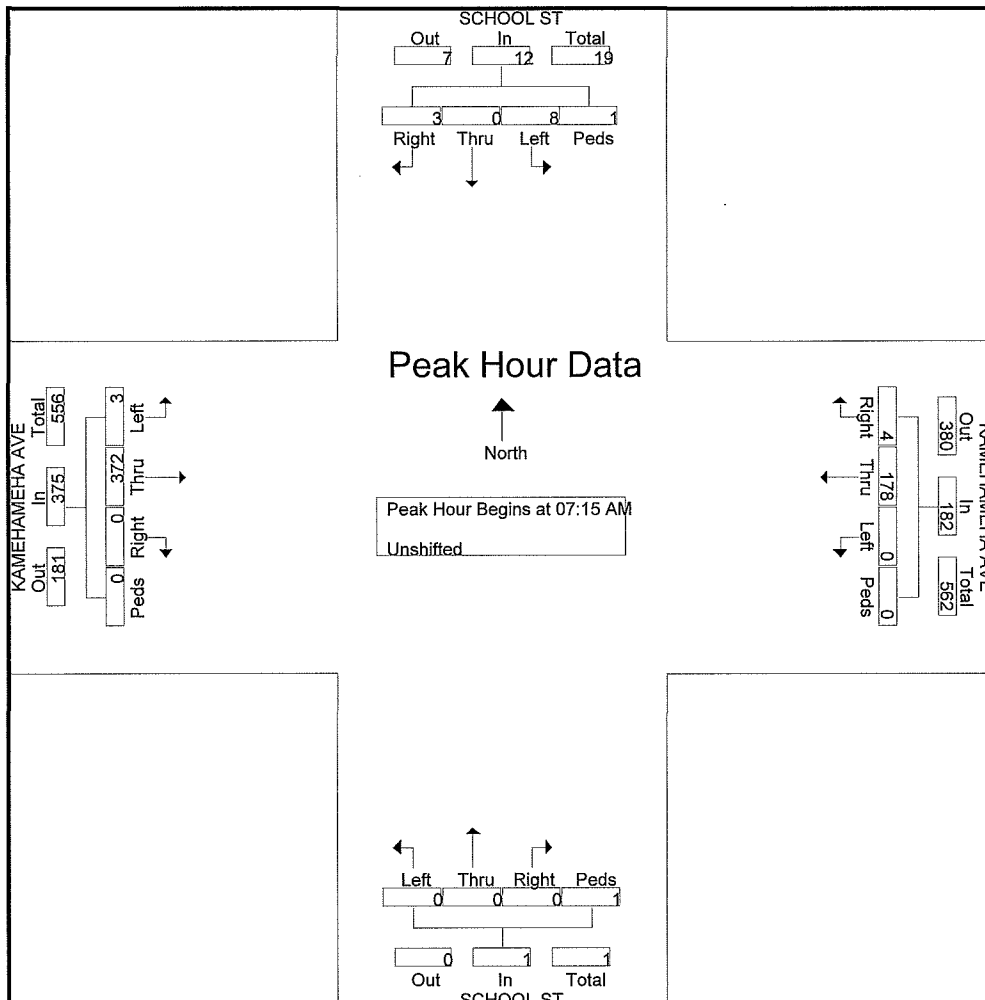 SCHOOL ST
Out In Total
7 12 19
3 0 8 1
Right Thru Left Peds
Peak Hour Data
North
Peak Hour Begins at 07:15 AM
Unshifted
KAMEHAMEHA AVE
Total In Out
556 375 181
3 372 0 0
Left Thru Right Peds
Right Thru Left Peds
4 178 0 0
380 182 562
Out In Total
KAMEHAMEHA AVE
Left Thru Right Peds
0 0 0 1
0 1 1
Out In Total
SCHOOL ST